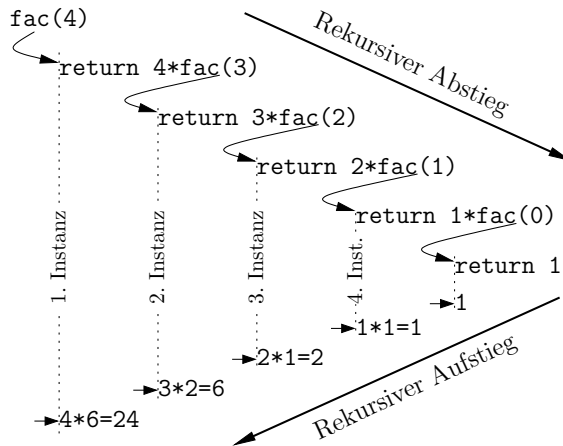 fac(4)
Rekursiver Abstieg
return 4*fac(3)
return 3*fac(2)
return 2*fac(1)
return 1*fac(0)
return 1
1. Instanz
2. Instanz
3. Instanz
4. Inst.
1
1*1=1
2*1=2
3*2=6
4*6=24
Rekursiver Aufstieg